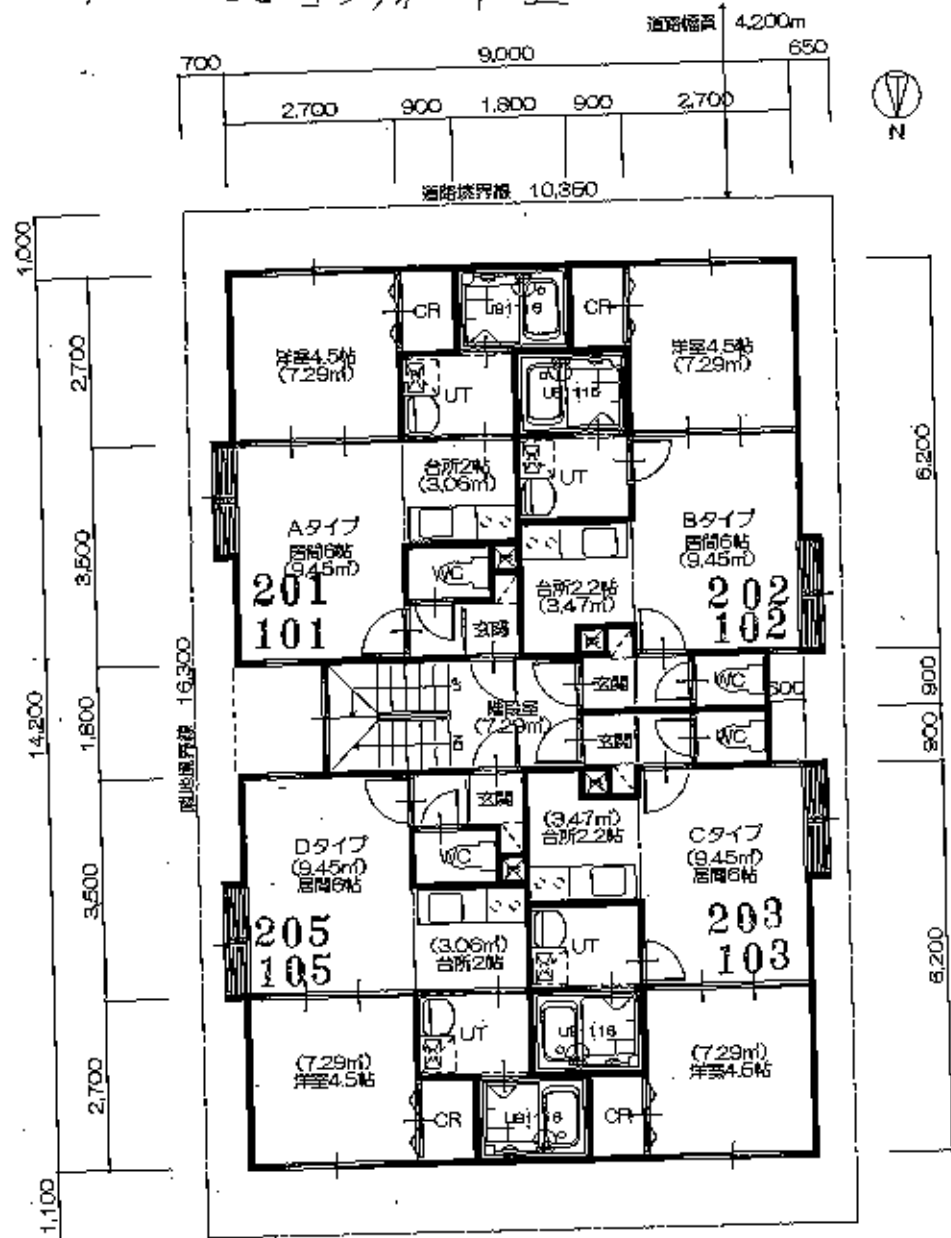 道路幅員 4,200m
700 9,000 650
2,700 900 1,800 900 2,700
N
道路境界線 10,350
1,000
CR
UB1116
CR
洋室4.5帖
(7.29㎡)
洋室4.5帖
(7.29㎡)
2,700
UT
UB1116
6,200
台所2帖
(3.06㎡)
UT
Aタイプ
居間6帖
(9.45㎡)
Bタイプ
居間6帖
(9.45㎡)
3,500
WC
台所2.2帖
(3.47㎡)
201
101
202
102
玄関
隣地境界線 16,300
14,200
1,800
階段室
(7.29㎡)
玄関
WC
600
900
玄関
WC
900
玄関
(3.47㎡)
台所2.2帖
Dタイプ
(9.45㎡)
居間6帖
Cタイプ
(9.45㎡)
居間6帖
WC
3,500
205
105
203
103
(3.06㎡)
台所2帖
UT
6,200
UT
UB1116
(7.29㎡)
洋室4.5帖
(7.29㎡)
洋室4.5帖
2,700
CR
UB1116
CR
1,100